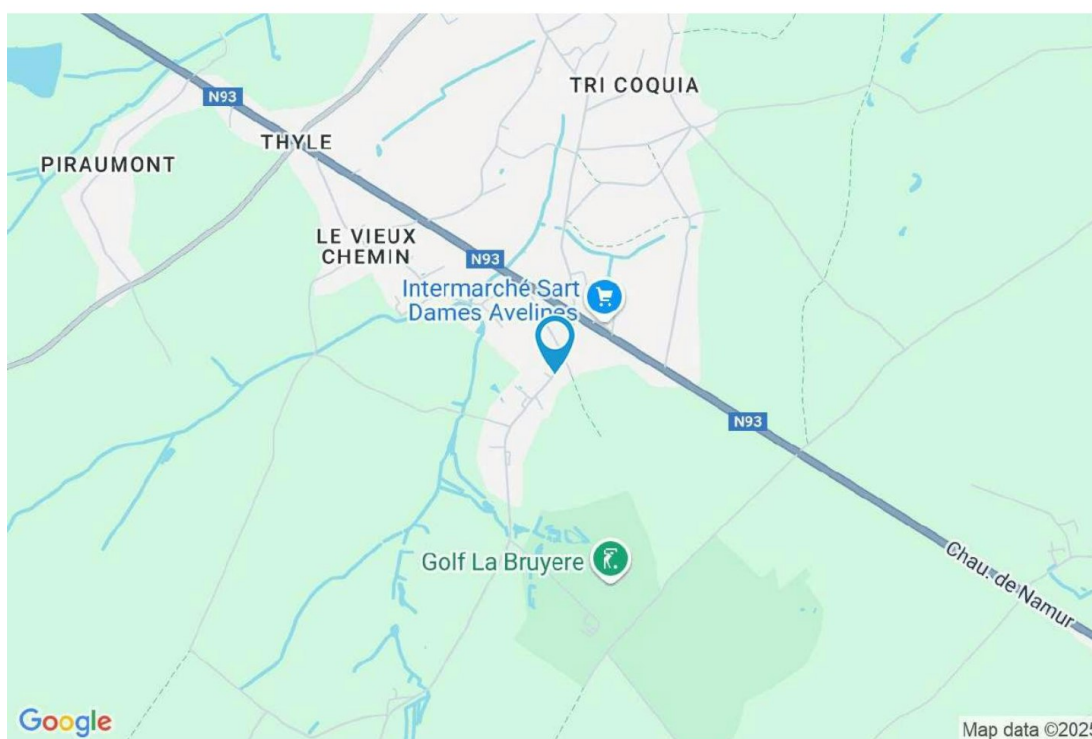 N93
TRI COQUIA
THYLE
PIRAUMONT
LE VIEUX
CHEMIN
N93
Intermarché Sart
Dames Avelines
N93
Golf La Bruyere
Chau. de Namur
Google
Map data ©2025